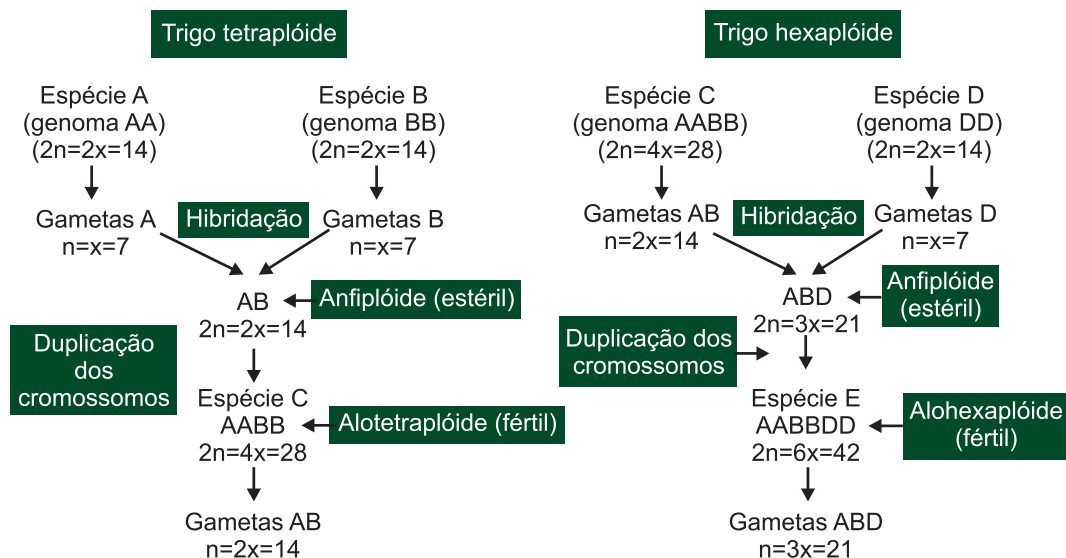 Trigo tetraplóide
Espécie A
(genoma AA)
(2n=2x=14)
Espécie B
(genoma BB)
(2n=2x=14)
Gametas A
n=x=7
Hibridação
Gametas B
n=x=7
AB
2n=2x=14
Anfiplóide (estéril)
Duplicação
dos
cromossomos
Espécie C
AABB
2n=4x=28
Alotetraplóide (fértil)
Gametas AB
n=2x=14
Trigo hexaplóide
Espécie C
(genoma AABB)
(2n=4x=28)
Espécie D
(genoma DD)
(2n=2x=14)
Gametas AB
n=2x=14
Hibridação
Gametas D
n=x=7
ABD
2n=3x=21
Anfiplóide
(estéril)
Duplicação dos
cromossomos
Espécie E
AABBDD
2n=6x=42
Alohexaplóide
(fértil)
Gametas ABD
n=3x=21